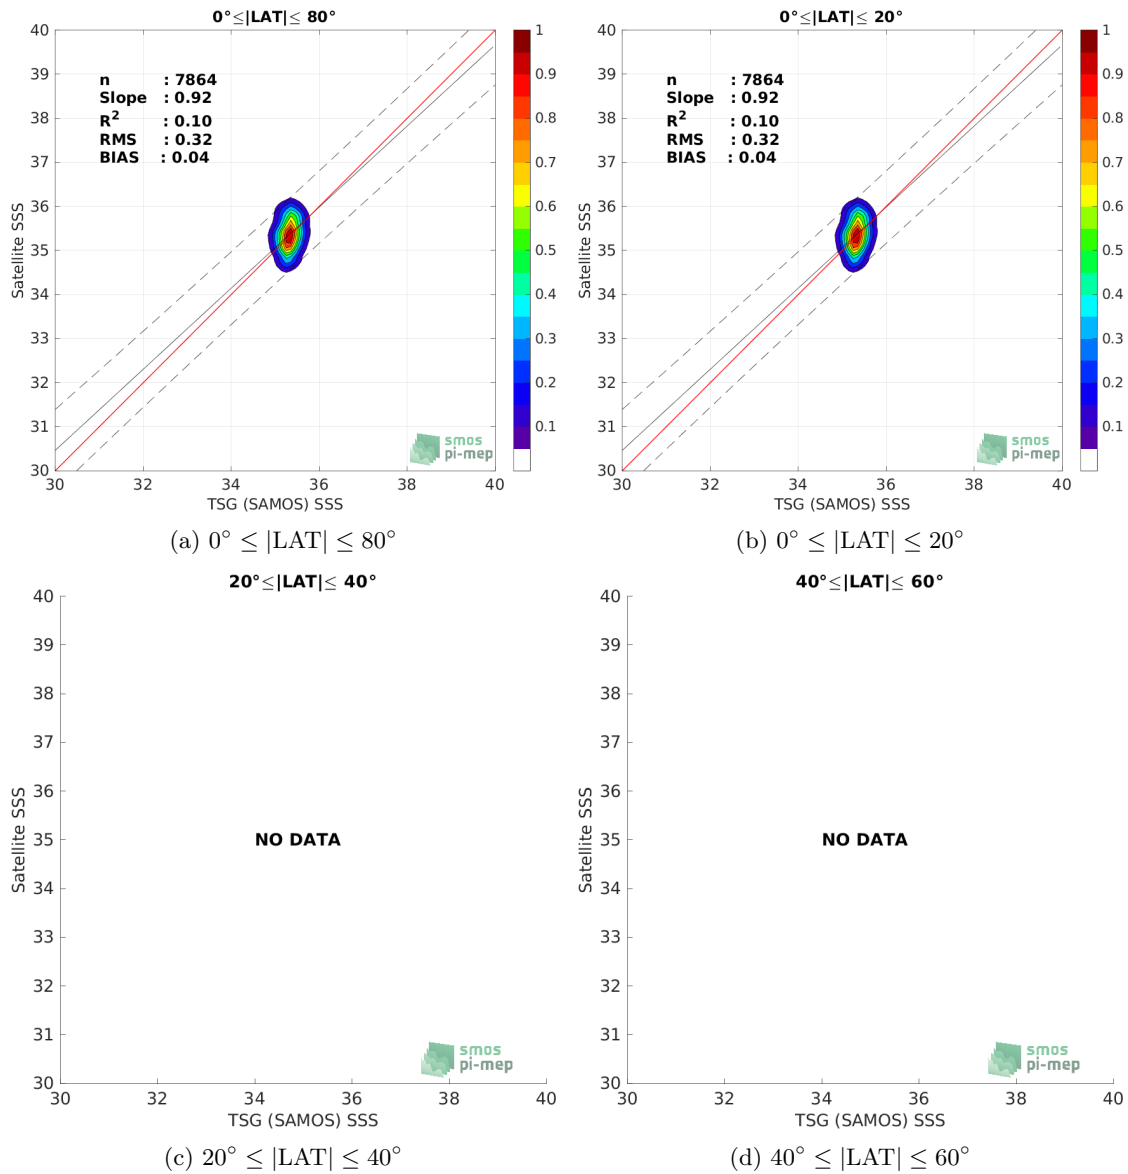 0°≤|LAT|≤ 80°
40
39
38
37
36
35
34
33
32
31
30
Satellite SSS
n : 7864
Slope : 0.92
R² : 0.10
RMS : 0.32
BIAS : 0.04
smos
pi-mep
30 32 34 36 38 40
TSG (SAMOS) SSS
1
0.9
0.8
0.7
0.6
0.5
0.4
0.3
0.2
0.1
(a) 0° ≤ |LAT| ≤ 80°
0°≤|LAT|≤ 20°
40
39
38
37
36
35
34
33
32
31
30
Satellite SSS
n : 7864
Slope : 0.92
R² : 0.10
RMS : 0.32
BIAS : 0.04
smos
pi-mep
30 32 34 36 38 40
TSG (SAMOS) SSS
1
0.9
0.8
0.7
0.6
0.5
0.4
0.3
0.2
0.1
(b) 0° ≤ |LAT| ≤ 20°
20°≤|LAT|≤ 40°
40
39
38
37
36
35
34
33
32
31
30
Satellite SSS
NO DATA
smos
pi-mep
30 32 34 36 38 40
TSG (SAMOS) SSS
(c) 20° ≤ |LAT| ≤ 40°
40°≤|LAT|≤ 60°
40
39
38
37
36
35
34
33
32
31
30
Satellite SSS
NO DATA
smos
pi-mep
30 32 34 36 38 40
TSG (SAMOS) SSS
(d) 40° ≤ |LAT| ≤ 60°